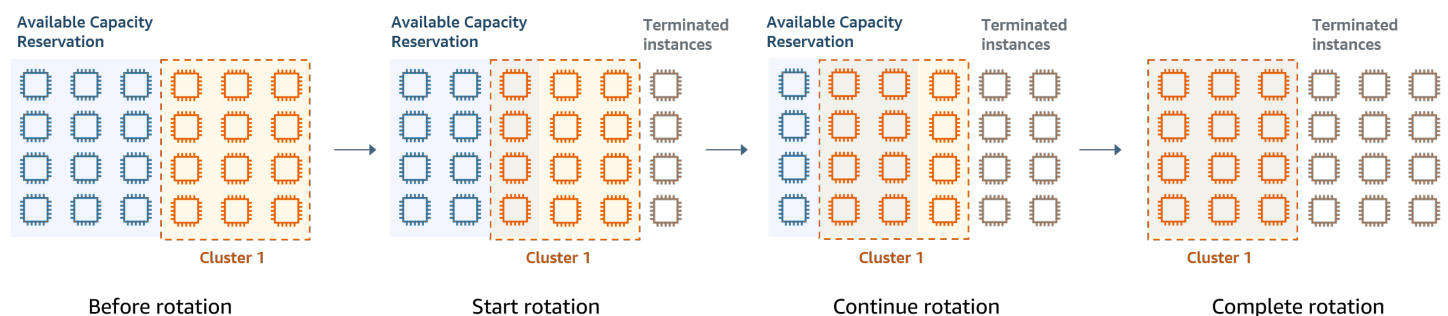 Available Capacity
Reservation
Cluster 1
Before rotation
Available Capacity
Reservation
Terminated
instances
Cluster 1
Start rotation
Available Capacity
Reservation
Terminated
instances
Cluster 1
Continue rotation
Terminated
instances
Cluster 1
Complete rotation